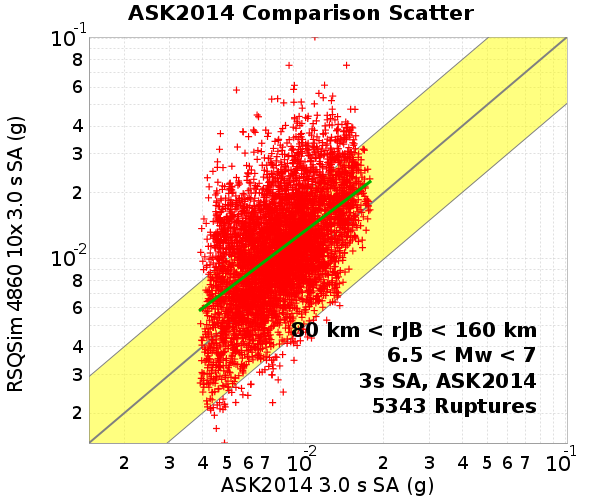 ASK2014 Comparison Scatter
RSQSim 4860 10x 3.0 s SA (g)
10-1
8
6
4
3
2
10-2
8
6
4
3
2
80 km < rJB < 160 km
6.5 < Mw < 7
3s SA, ASK2014
5343 Ruptures
2 3 4 5 6 7 10-2 2 3 4 5 6 7 10-1
ASK2014 3.0 s SA (g)